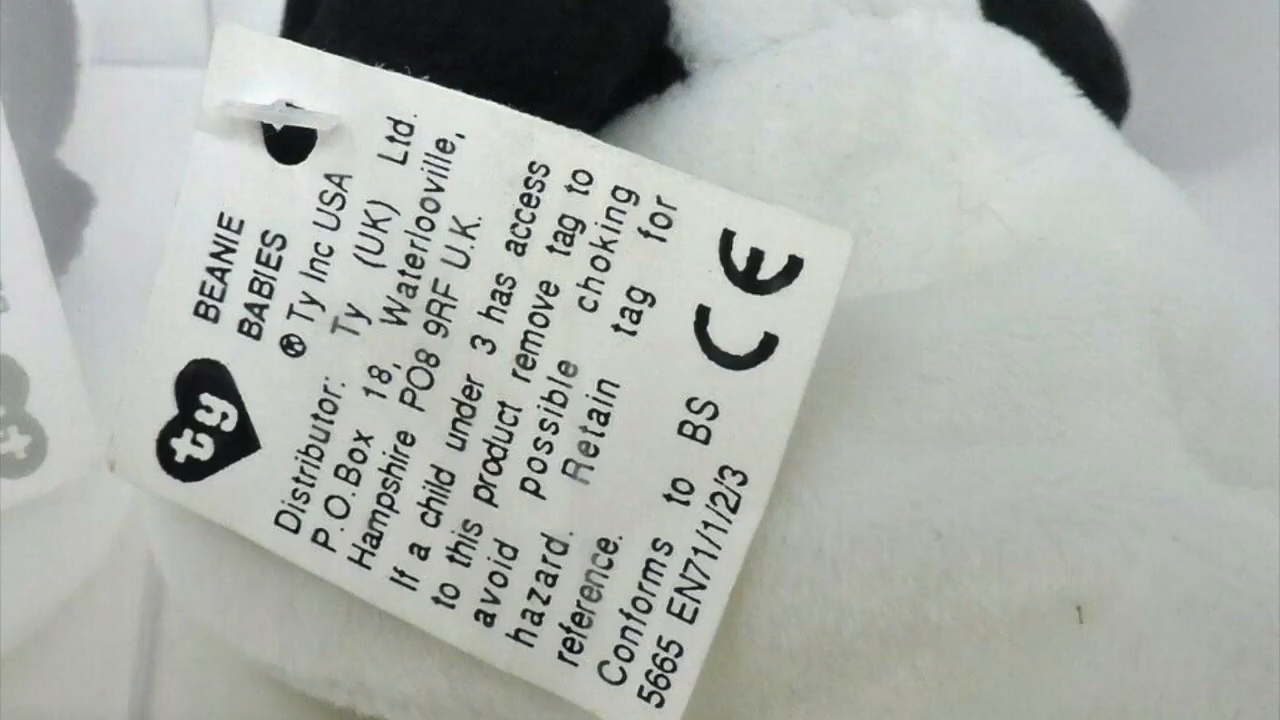 ty
BEANIE
BABIES
® Ty Inc USA
Distributor: Ty (UK) Ltd.
P.O.Box 18, Waterlooville,
Hampshire PO8 9RF U.K.
If a child under 3 has access
to this product remove tag to
avoid possible choking
hazard. Retain tag for
reference.
Conforms to BS
5665 EN71/1/2/3
CE